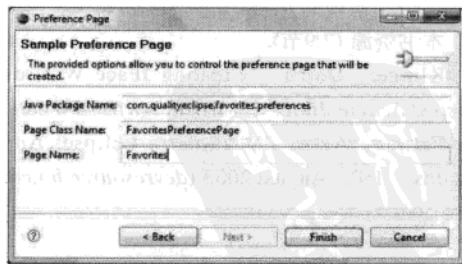 Preference Page
Sample Preference Page
The provided options allow you to control the preference page that will be
created.
Java Package Name: com.qualityeclipse.favorites.preferences
Page Class Name: FavoritesPreferencePage
Page Name: Favorites
< Back Next > Finish Cancel